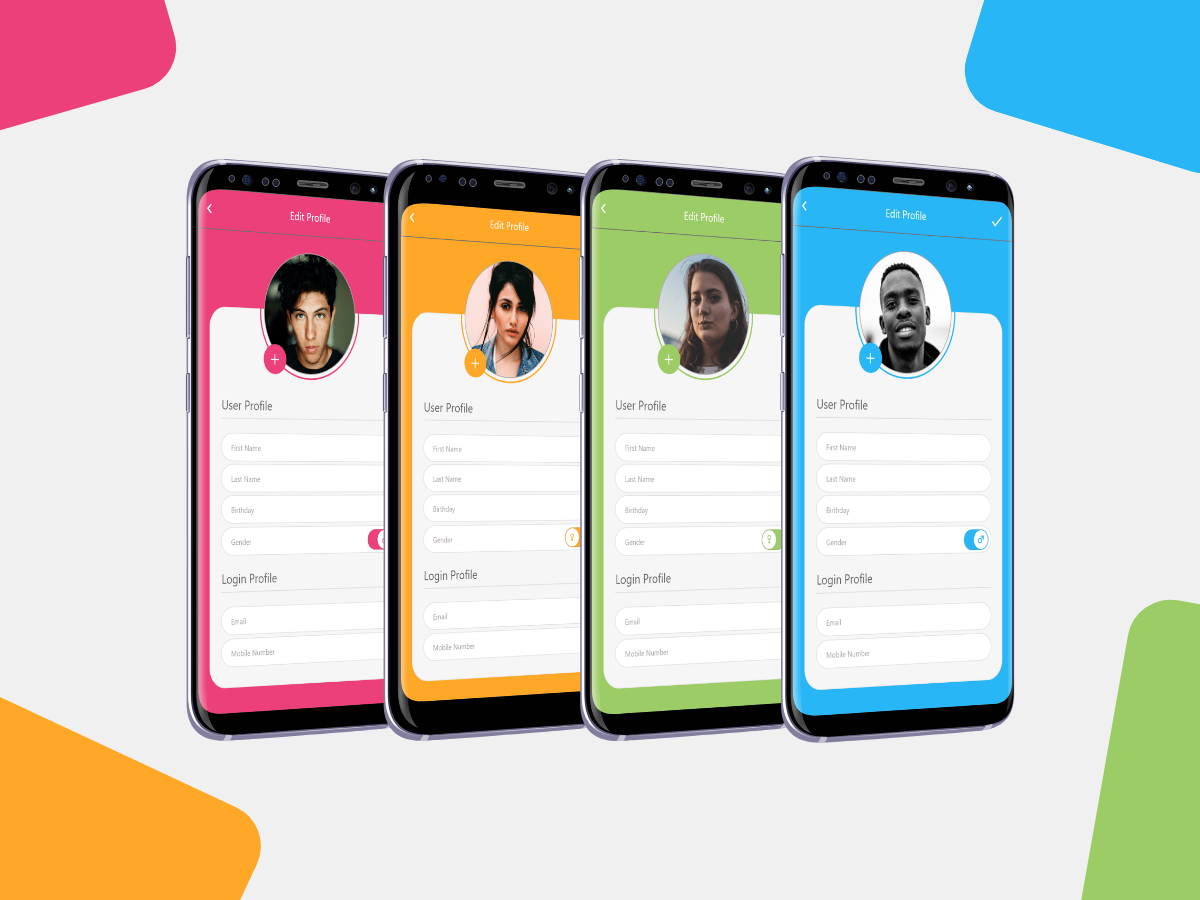 Edit Profile
User Profile
First Name
Last Name
Birthday
Gender
Login Profile
Email
Mobile Number
Edit Profile
User Profile
First Name
Last Name
Birthday
Gender
Login Profile
Email
Mobile Number
Edit Profile
User Profile
First Name
Last Name
Birthday
Gender
Login Profile
Email
Mobile Number
Edit Profile
User Profile
First Name
Last Name
Birthday
Gender
Login Profile
Email
Mobile Number